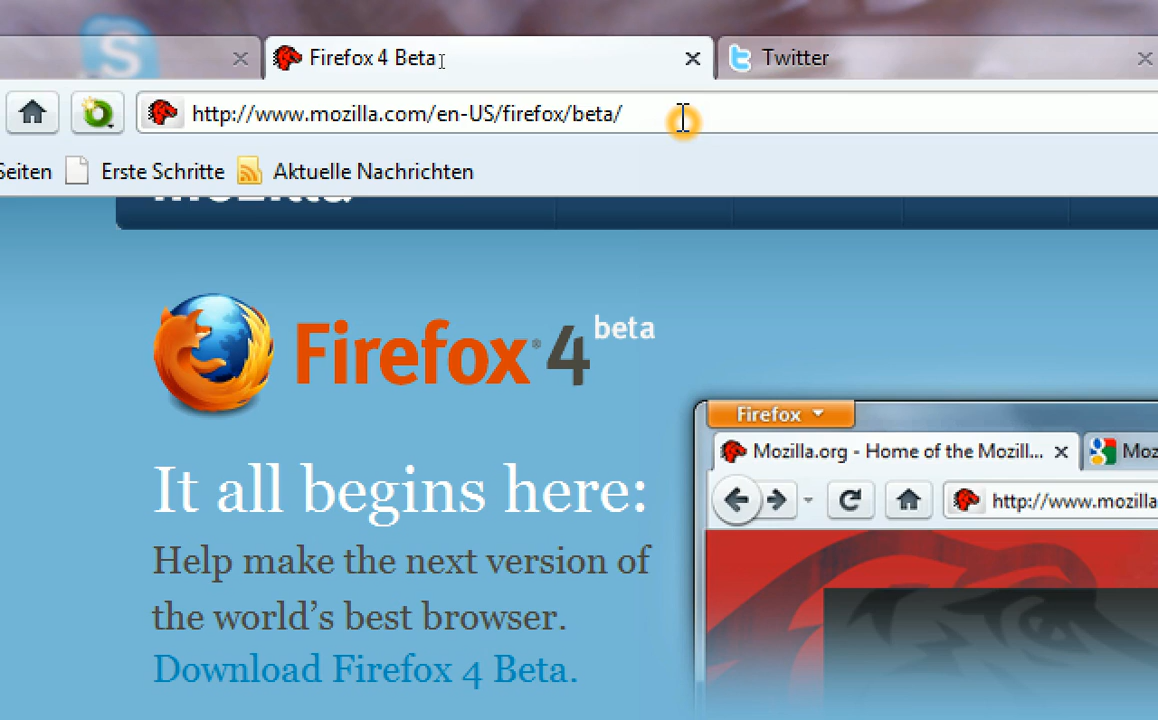 Firefox 4 Beta
Twitter
http://www.mozilla.com/en-US/firefox/beta/
Seiten Erste Schritte Aktuelle Nachrichten
mozilla
Firefox® 4 beta
Firefox
It all begins here:
Mozilla.org - Home of the Mozill... Moz
http://www.mozilla
Help make the next version of
the world's best browser.
Download Firefox 4 Beta.